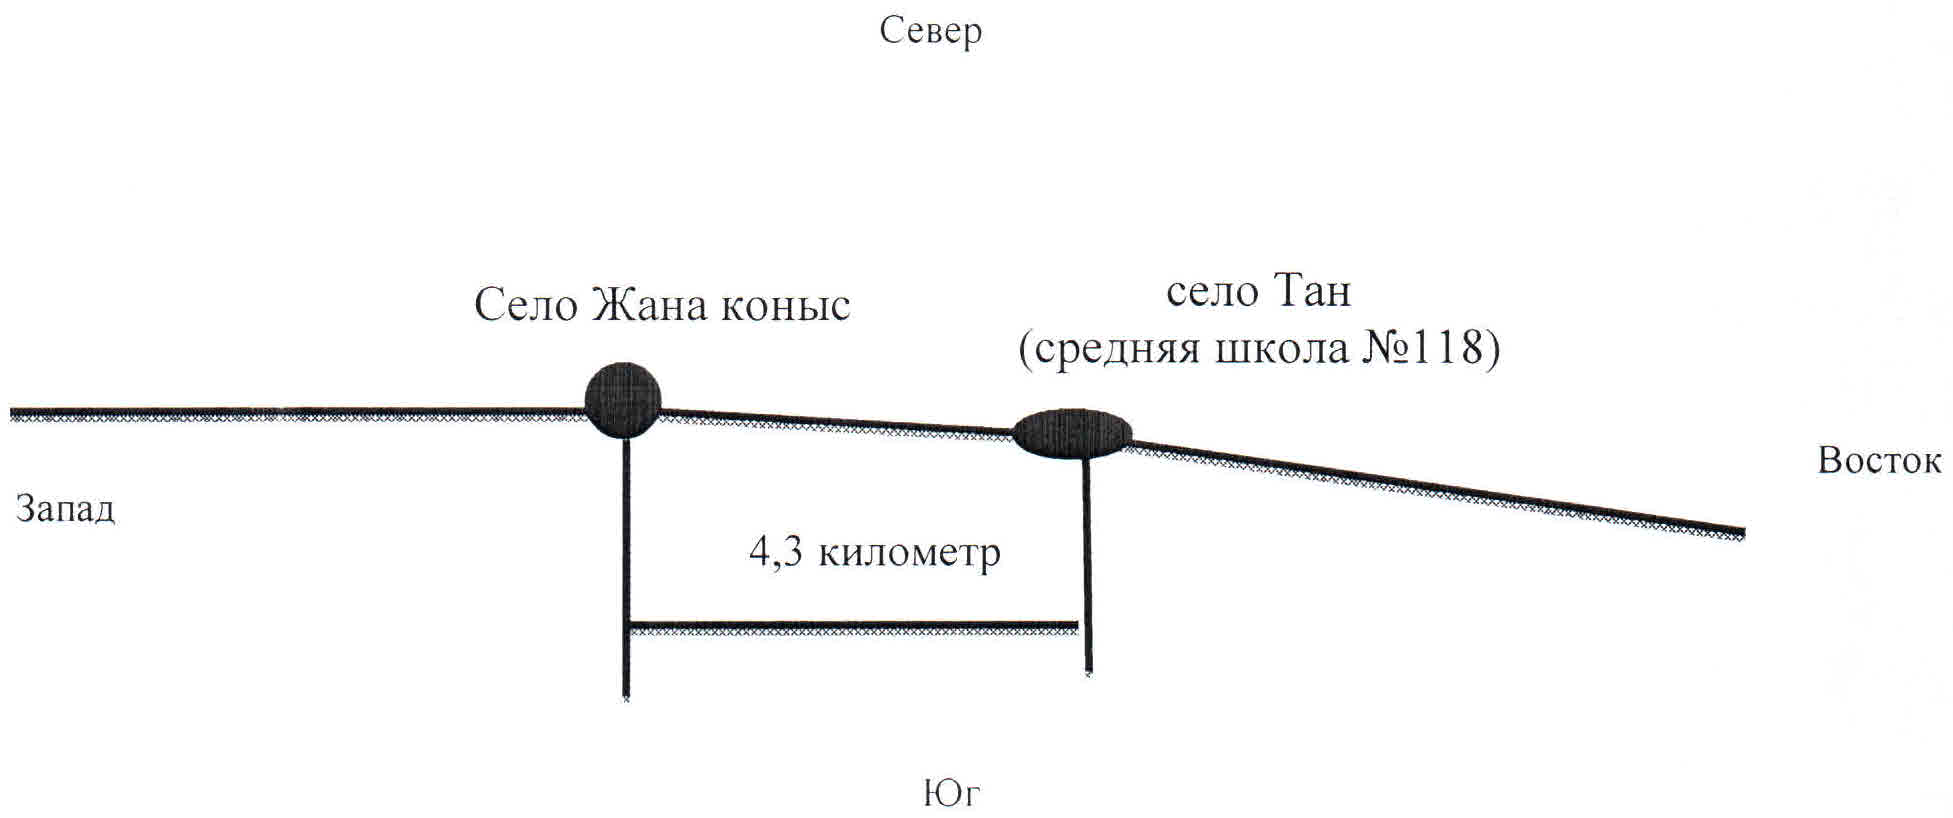 Север
Село Жана коныс
село Тан
(средняя школа №118)
Восток
Запад
4,3 километр
Юг